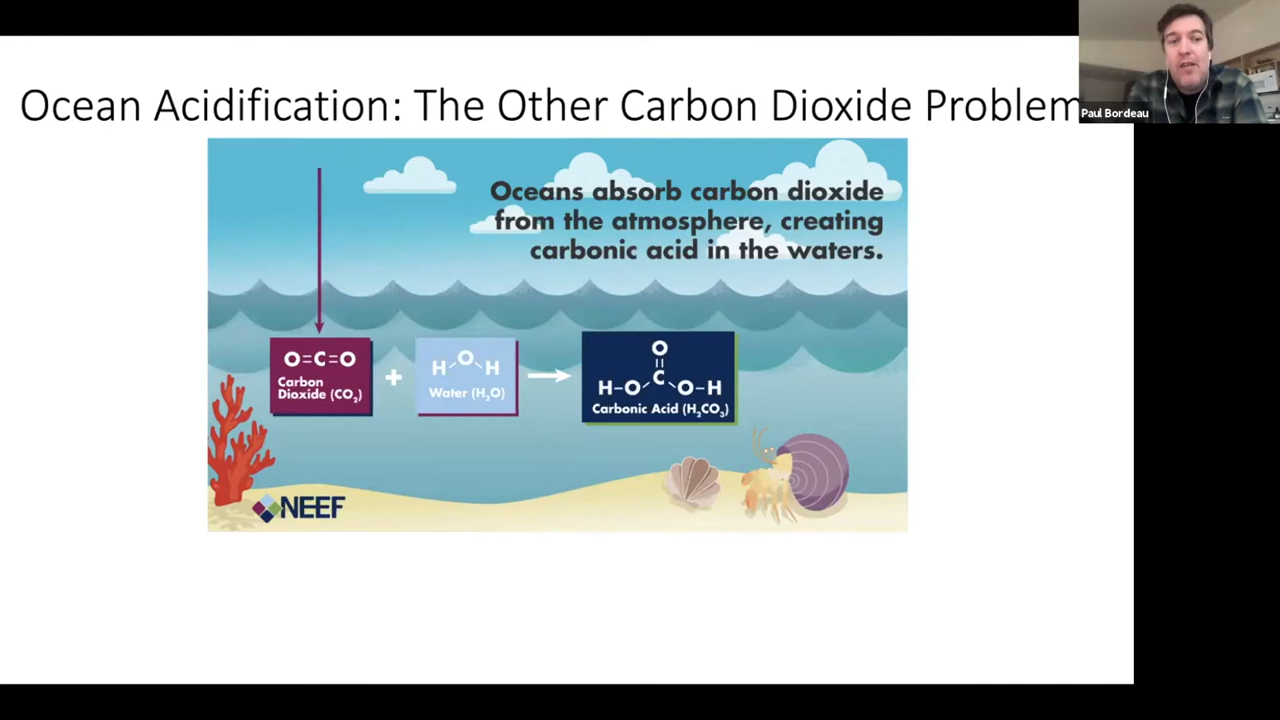 Ocean Acidification: The Other Carbon Dioxide Problem
Paul Bordeau
Oceans absorb carbon dioxide
from the atmosphere, creating
carbonic acid in the waters.
O=C=O
Carbon
Dioxide (CO₂)
+
H O H
Water (H₂O)
O
C
H-O O-H
Carbonic Acid (H₂CO₃)
NEEF